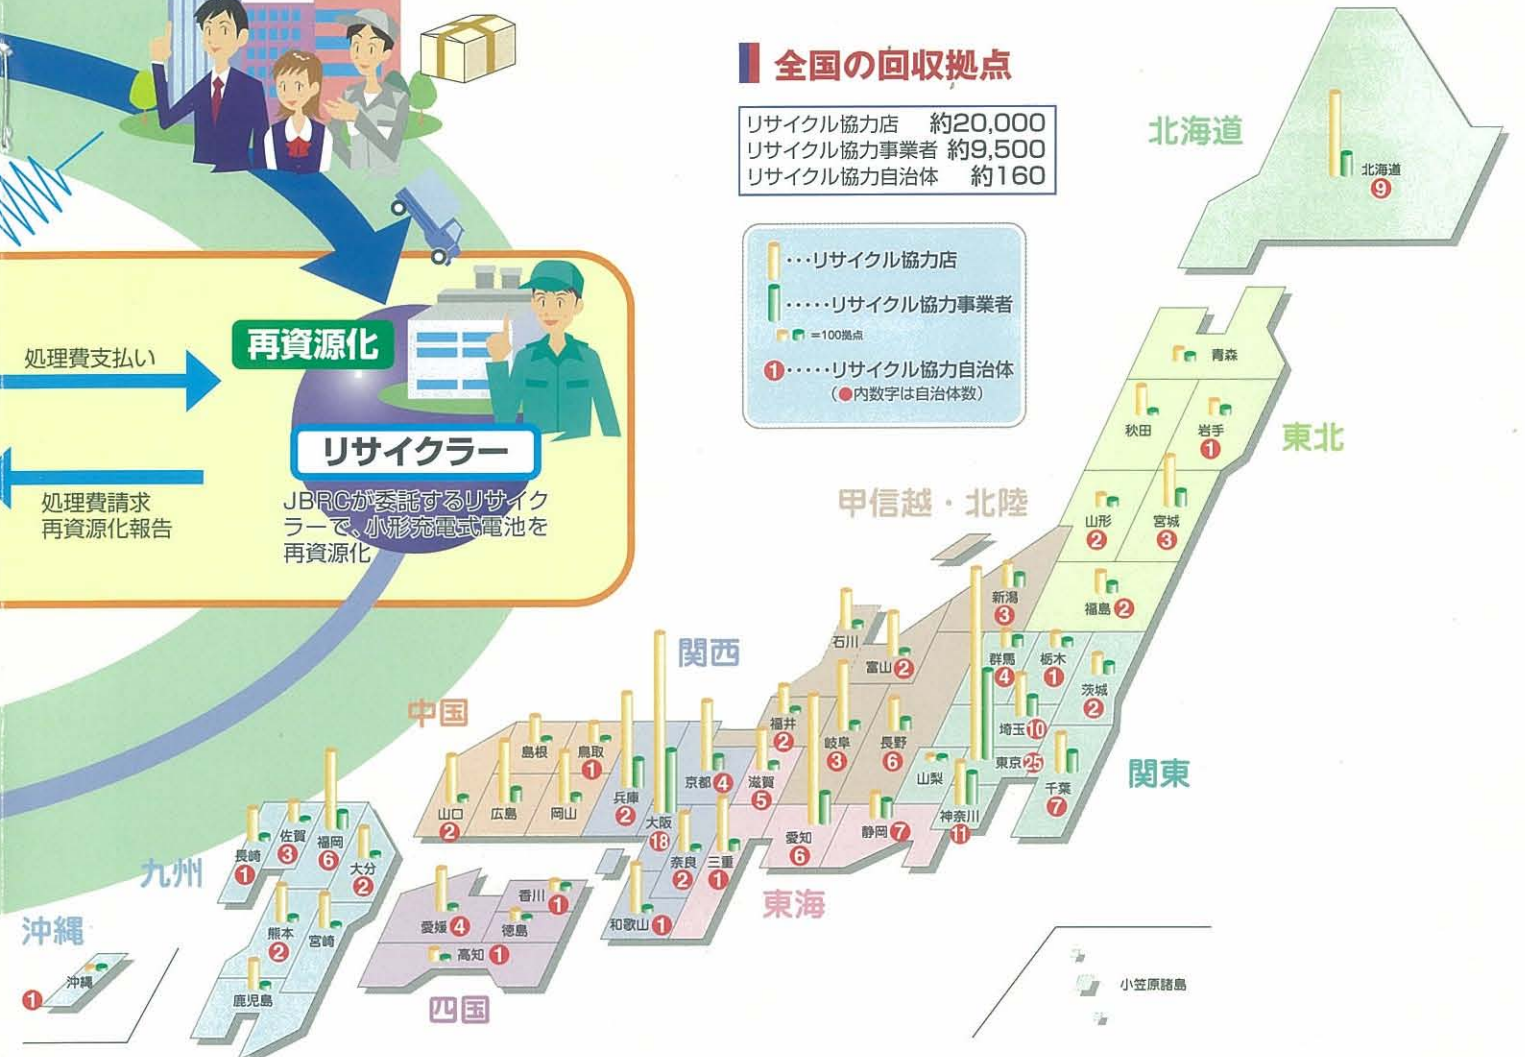 全国の回収拠点
リサイクル協力店 約20,000
リサイクル協力事業者 約9,500
リサイクル協力自治体 約160
・・・リサイクル協力店
・・・・・リサイクル協力事業者
=100拠点
1・・・・・リサイクル協力自治体
(●内数字は自治体数)
処理費支払い
再資源化
リサイクラー
処理費請求
再資源化報告
JBRCが委託するリサイク
ラーで、小形充電式電池を
再資源化
北海道
北海道
9
東北
青森
秋田
岩手
1
山形
2
宮城
3
福島 2
甲信越・北陸
新潟
3
石川
富山 2
福井
2
岐阜
3
長野
6
山梨
関東
群馬
4
栃木
1
茨城
2
埼玉 10
東京 25
千葉
7
神奈川
11
東海
静岡 7
愛知
6
三重
1
関西
滋賀
5
京都 4
兵庫
2
大阪
18
奈良
2
和歌山 1
中国
島根
鳥取
1
山口
2
広島
岡山
四国
愛媛 4
香川
1
徳島
高知 1
九州
長崎
1
佐賀
3
福岡
6
大分
2
熊本
2
宮崎
鹿児島
沖縄
沖縄
1
小笠原諸島